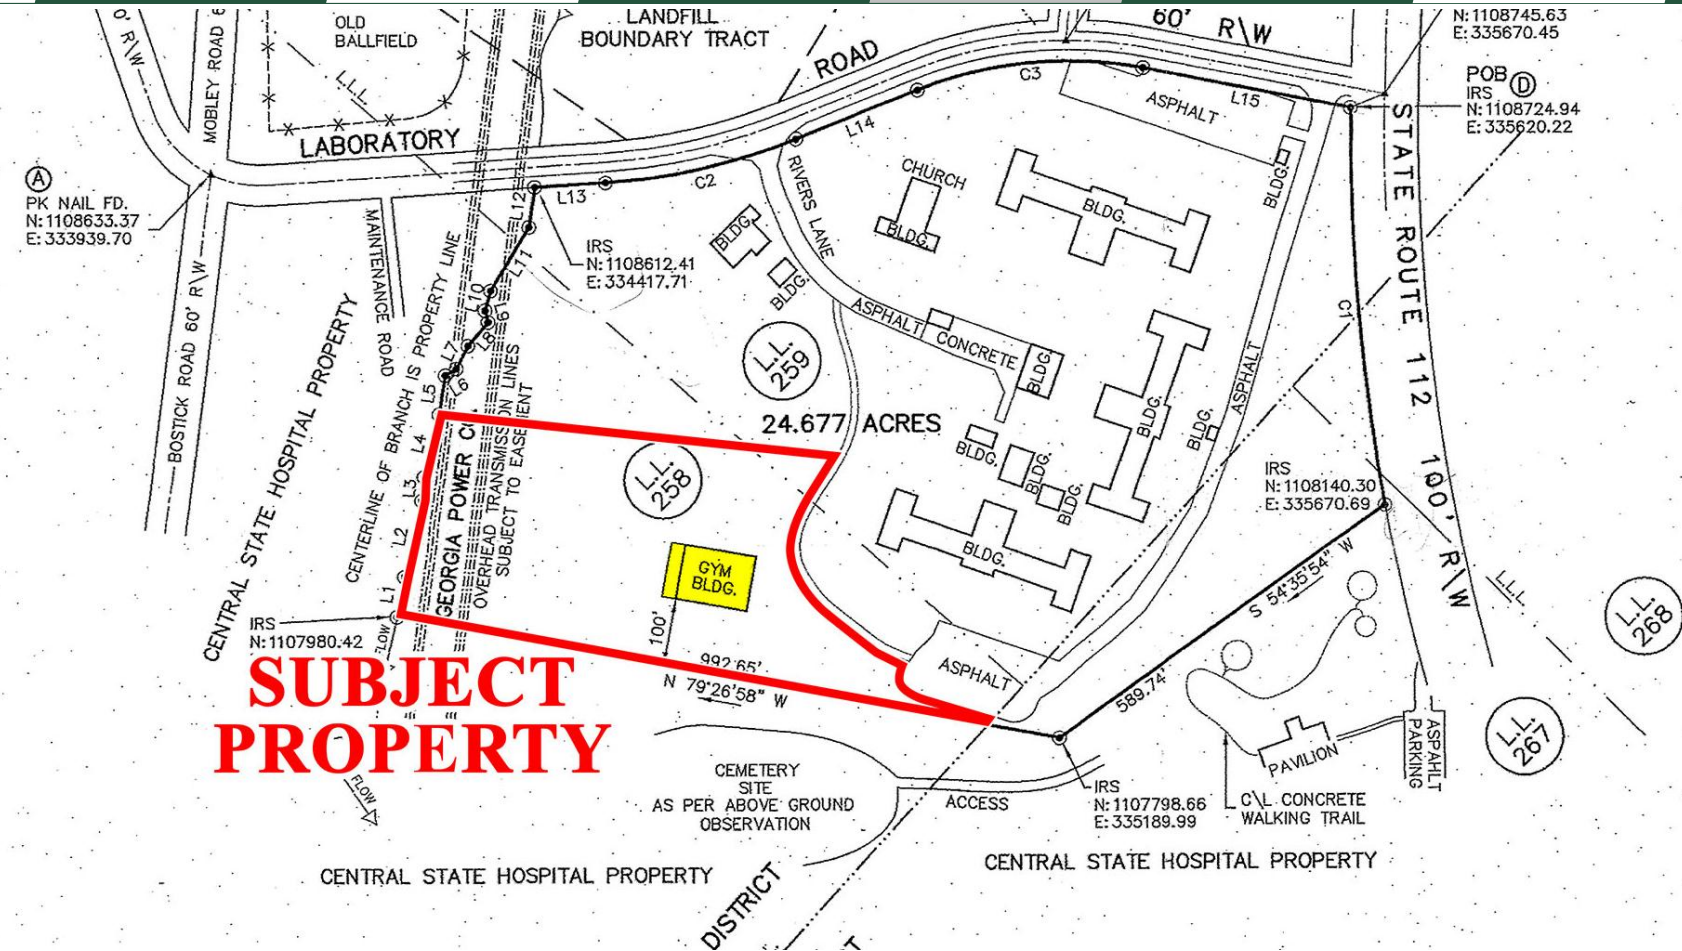 0' R\W
MOBLEY ROAD 6
OLD
BALLFIELD
L.L.L.
LANDFILL
BOUNDARY TRACT
LABORATORY
ROAD
60' R\W
N:1108745.63
E:335670.45
POB D
IRS
N:1108724.94
E:335620.22
A
PK NAIL FD.
N:1108633.37
E:333939.70
BOSTICK ROAD 60' R\W
MAINTENANCE ROAD
CENTRAL STATE HOSPITAL PROPERTY
CENTERLINE OF BRANCH IS PROPERTY LINE
L13
C2
L14
C3
L15
C1
L12
L11
L10
L9
L8
L7
L6
L5
L4
L3
L2
L1
IRS
N:1108612.41
E:334417.71
RIVERS LANE
CHURCH
BLDG.
BLDG.
BLDG.
BLDG.
BLDG.
ASPHALT
ASPHALT
CONCRETE
BLDG.
BLDG.
BLDG.
BLDG.
BLDG.
BLDG.
BLDG.
ASPHALT
STATE ROUTE 112 100' R\W
L.L.
259
24.677 ACRES
L.L.
258
GEORGIA POWER
OVERHEAD TRANSMISSION LINES
SUBJECT TO EASEMENT
GYM
BLDG.
100'
992.65'
N 79°26'58" W
IRS
N:1107980.42
FLOW
SUBJECT
PROPERTY
FLOW
IRS
N:1108140.30
E:335670.69
S 54°35'54" W
589.74'
L.L.L.
L.L.
268
L.L.
267
ASPHALT
PAVILION
ASPAHLT
PARKING
CEMETERY
SITE
AS PER ABOVE GROUND
OBSERVATION
ACCESS
IRS
N:1107798.66
E:335189.99
C\L CONCRETE
WALKING TRAIL
CENTRAL STATE HOSPITAL PROPERTY
CENTRAL STATE HOSPITAL PROPERTY
DISTRICT